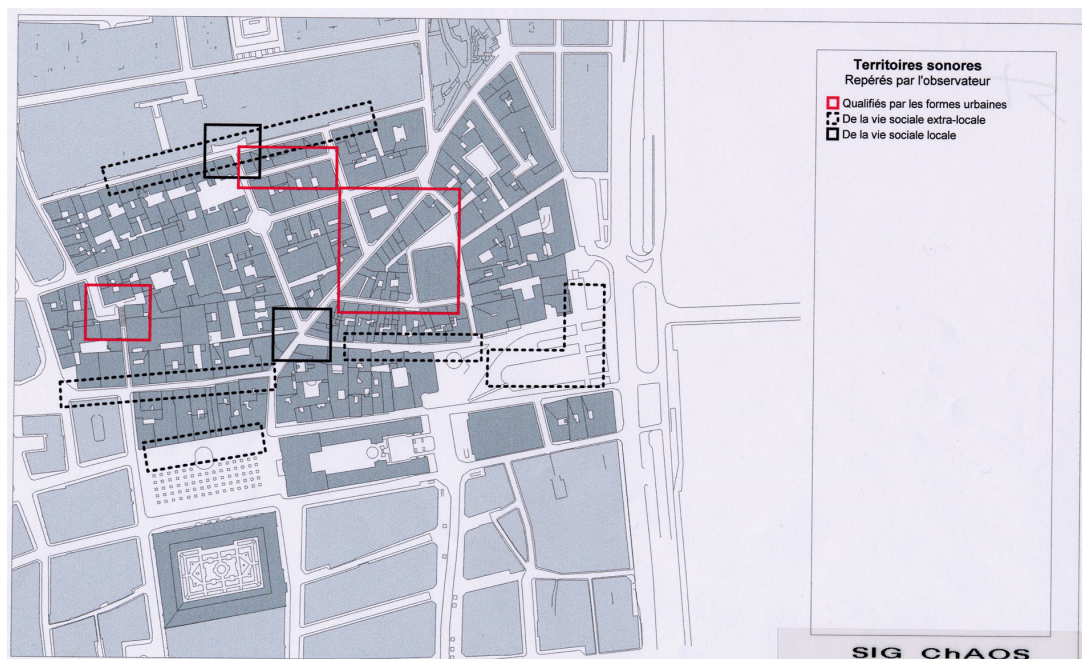 Territoires sonores
Repérés par l'observateur
Qualifiés par les formes urbaines
De la vie sociale extra-locale
De la vie sociale locale
SIG ChAOS